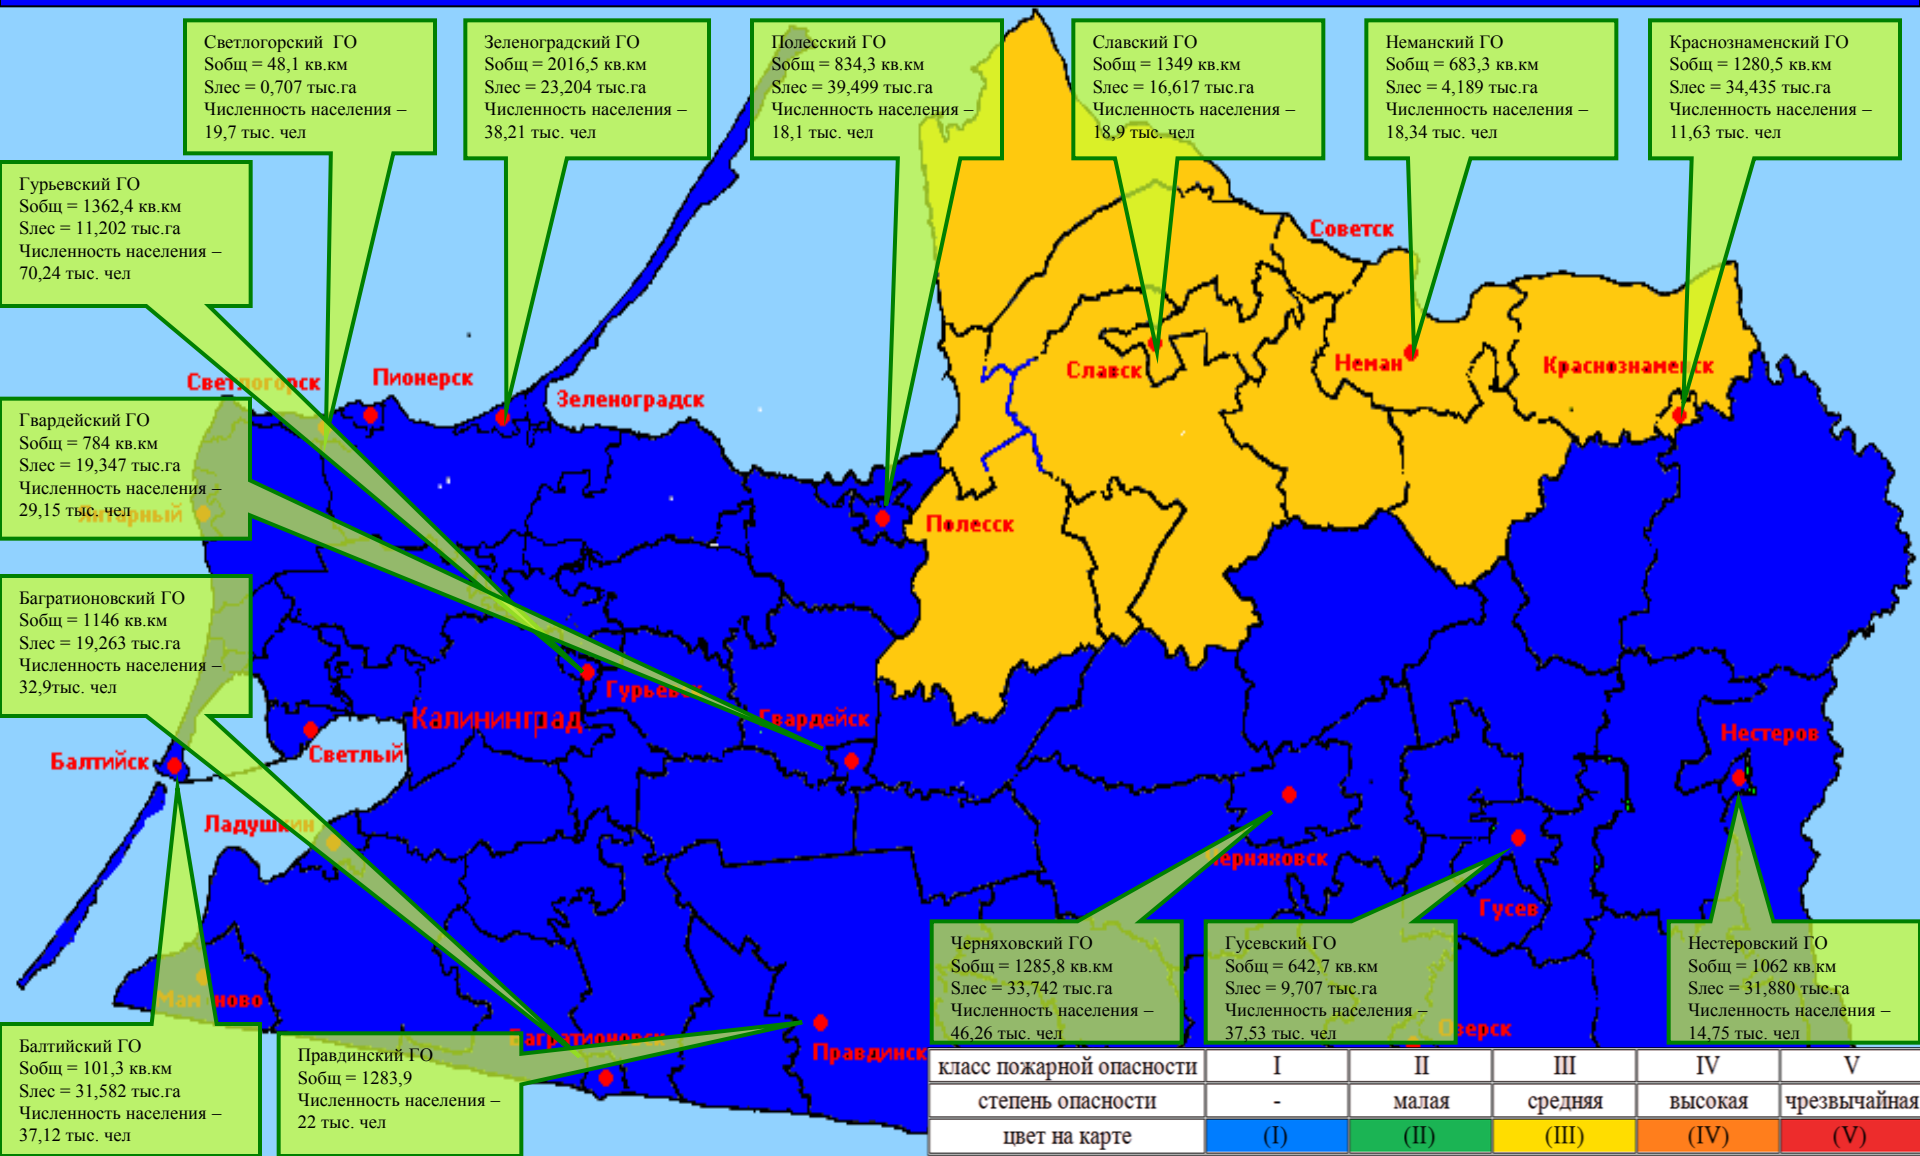 Светлогорский ГО
Sобщ = 48,1 кв.км
Sлес = 0,707 тыс.га
Численность населения –
19,7 тыс. чел
Зеленоградский ГО
Sобщ = 2016,5 кв.км
Sлес = 23,204 тыс.га
Численность населения –
38,21 тыс. чел
Полесский ГО
Sобщ = 834,3 кв.км
Sлес = 39,499 тыс.га
Численность населения –
18,1 тыс. чел
Славский ГО
Sобщ = 1349 кв.км
Sлес = 16,617 тыс.га
Численность населения –
18,9 тыс. чел
Неманский ГО
Sобщ = 683,3 кв.км
Sлес = 4,189 тыс.га
Численность населения –
18,34 тыс. чел
Краснознаменский ГО
Sобщ = 1280,5 кв.км
Sлес = 34,435 тыс.га
Численность населения –
11,63 тыс. чел
Гурьевский ГО
Sобщ = 1362,4 кв.км
Sлес = 11,202 тыс.га
Численность населения –
70,24 тыс. чел
Советск
Славск
Неман
Краснознаменск
Светлогорск
Пионерск
Зеленоградск
Гвардейский ГО
Sобщ = 784 кв.км
Sлес = 19,347 тыс.га
Численность населения –
29,15 тыс. чел
Янтарный
Полесск
Багратионовский ГО
Sобщ = 1146 кв.км
Sлес = 19,263 тыс.га
Численность населения –
32,9тыс. чел
Гурьевск
Калининград
Гвардейск
Нестеров
Балтийск
Светлый
Ладушкин
Черняховск
Гусев
Мамоново
Багратионовск
Правдинск
Озерск
Черняховский ГО
Sобщ = 1285,8 кв.км
Sлес = 33,742 тыс.га
Численность населения –
46,26 тыс. чел
Гусевский ГО
Sобщ = 642,7 кв.км
Sлес = 9,707 тыс.га
Численность населения –
37,53 тыс. чел
Нестеровский ГО
Sобщ = 1062 кв.км
Sлес = 31,880 тыс.га
Численность населения –
14,75 тыс. чел
Балтийский ГО
Sобщ = 101,3 кв.км
Sлес = 31,582 тыс.га
Численность населения –
37,12 тыс. чел
Правдинский ГО
Sобщ = 1283,9
Численность населения –
22 тыс. чел
класс пожарной опасности I II III IV V
степень опасности - малая средняя высокая чрезвычайная
цвет на карте (I) (II) (III) (IV) (V)